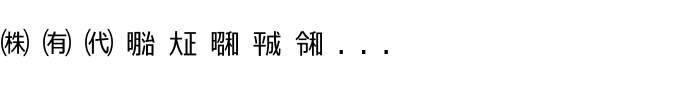 ㈱ ㈲ ㈹ ㍾ ㍽ ㍼ ㍻ ㋿ . . .